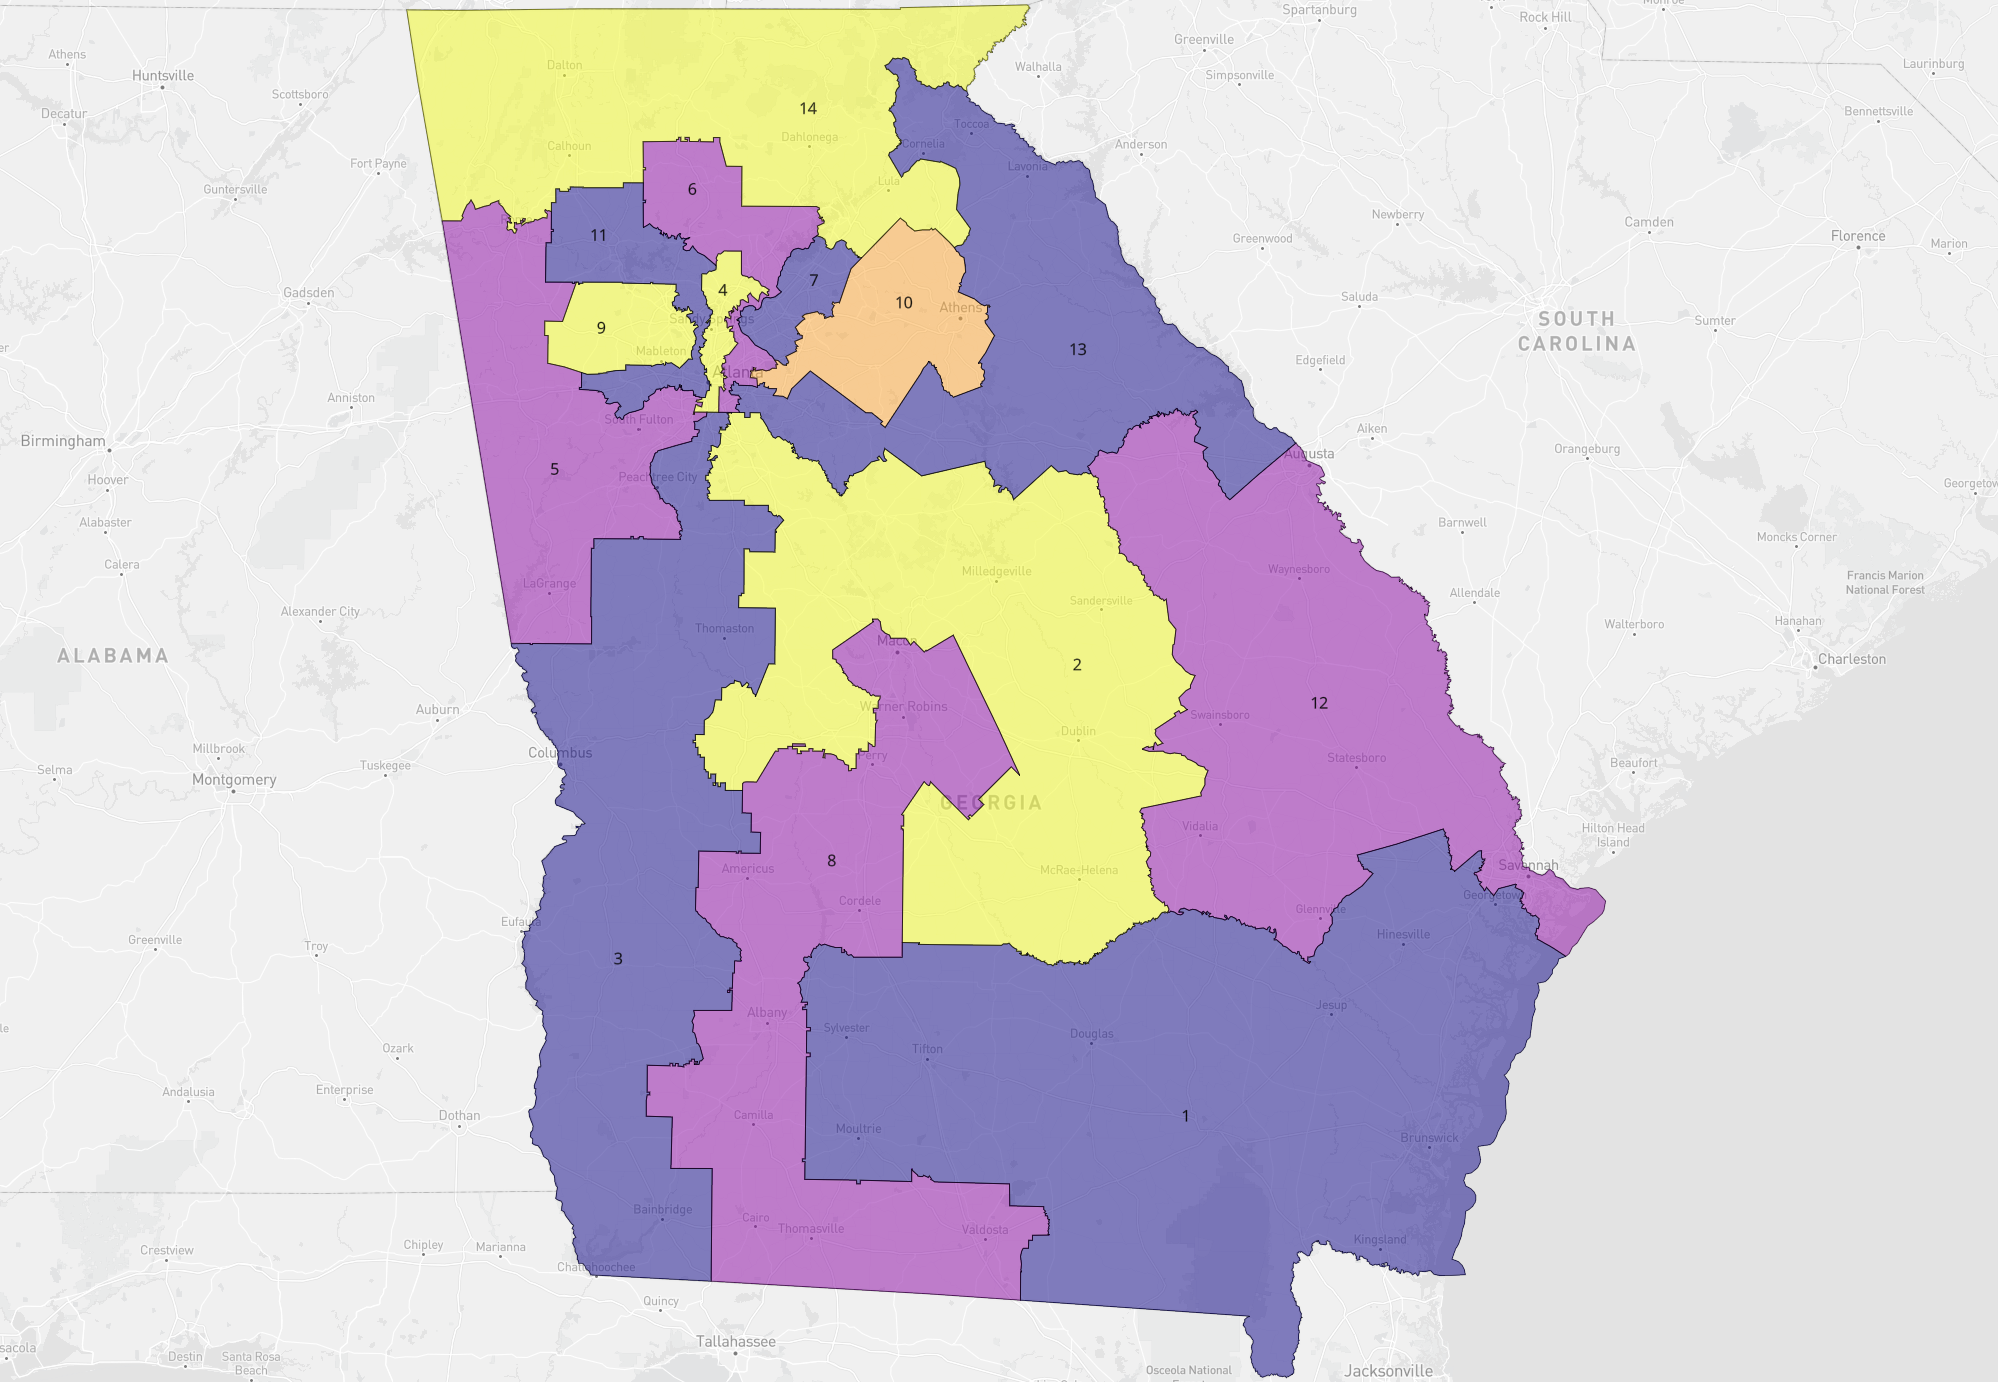 Spartanburg
Monroe
Rock Hill
Athens
Greenville
Walhalla
Laurinburg
Huntsville
Dalton
Simpsonville
Scottsboro
14
Decatur
Bennettsville
Toccoa
Dahlonega
Calhoun
Cornelia
Anderson
Fort Payne
Lavonia
Guntersville
6
Lula
Newberry
Camden
11
Florence
Greenwood
Marion
7
4
Gadsden
Saluda
10
Athens
9
Sandy Springs
SOUTH
CAROLINA
Sumter
Mableton
13
Edgefield
Atlanta
Anniston
South Fulton
Aiken
Birmingham
Orangeburg
Augusta
5
Peachtree City
Hoover
Georgetow
Alabaster
Barnwell
Moncks Corner
Calera
Milledgeville
Waynesboro
LaGrange
Francis Marion
National Forest
Allendale
Sandersville
Alexander City
Hanahan
Walterboro
Thomaston
Macon
ALABAMA
2
Charleston
12
Auburn
Warner Robins
Swainsboro
Dublin
Millbrook
Columbus
Perry
Statesboro
Tuskegee
Selma
Beaufort
Montgomery
GEORGIA
Vidalia
Hilton Head
Island
8
Savannah
Americus
McRae-Helena
Georgetow
Cordele
Glennville
Eufaula
Greenville
Troy
Hinesville
3
Jesup
Albany
Sylvester
Douglas
Ozark
Tifton
Andalusia
Enterprise
Dothan
Camilla
1
Moultrie
Brunswick
Bainbridge
Cairo
Thomasville
Valdosta
Kingsland
Crestview
Chipley
Marianna
Chattahoochee
Quincy
Tallahassee
sacola
Destin
Santa Rosa
Beach
Osceola National
Jacksonville